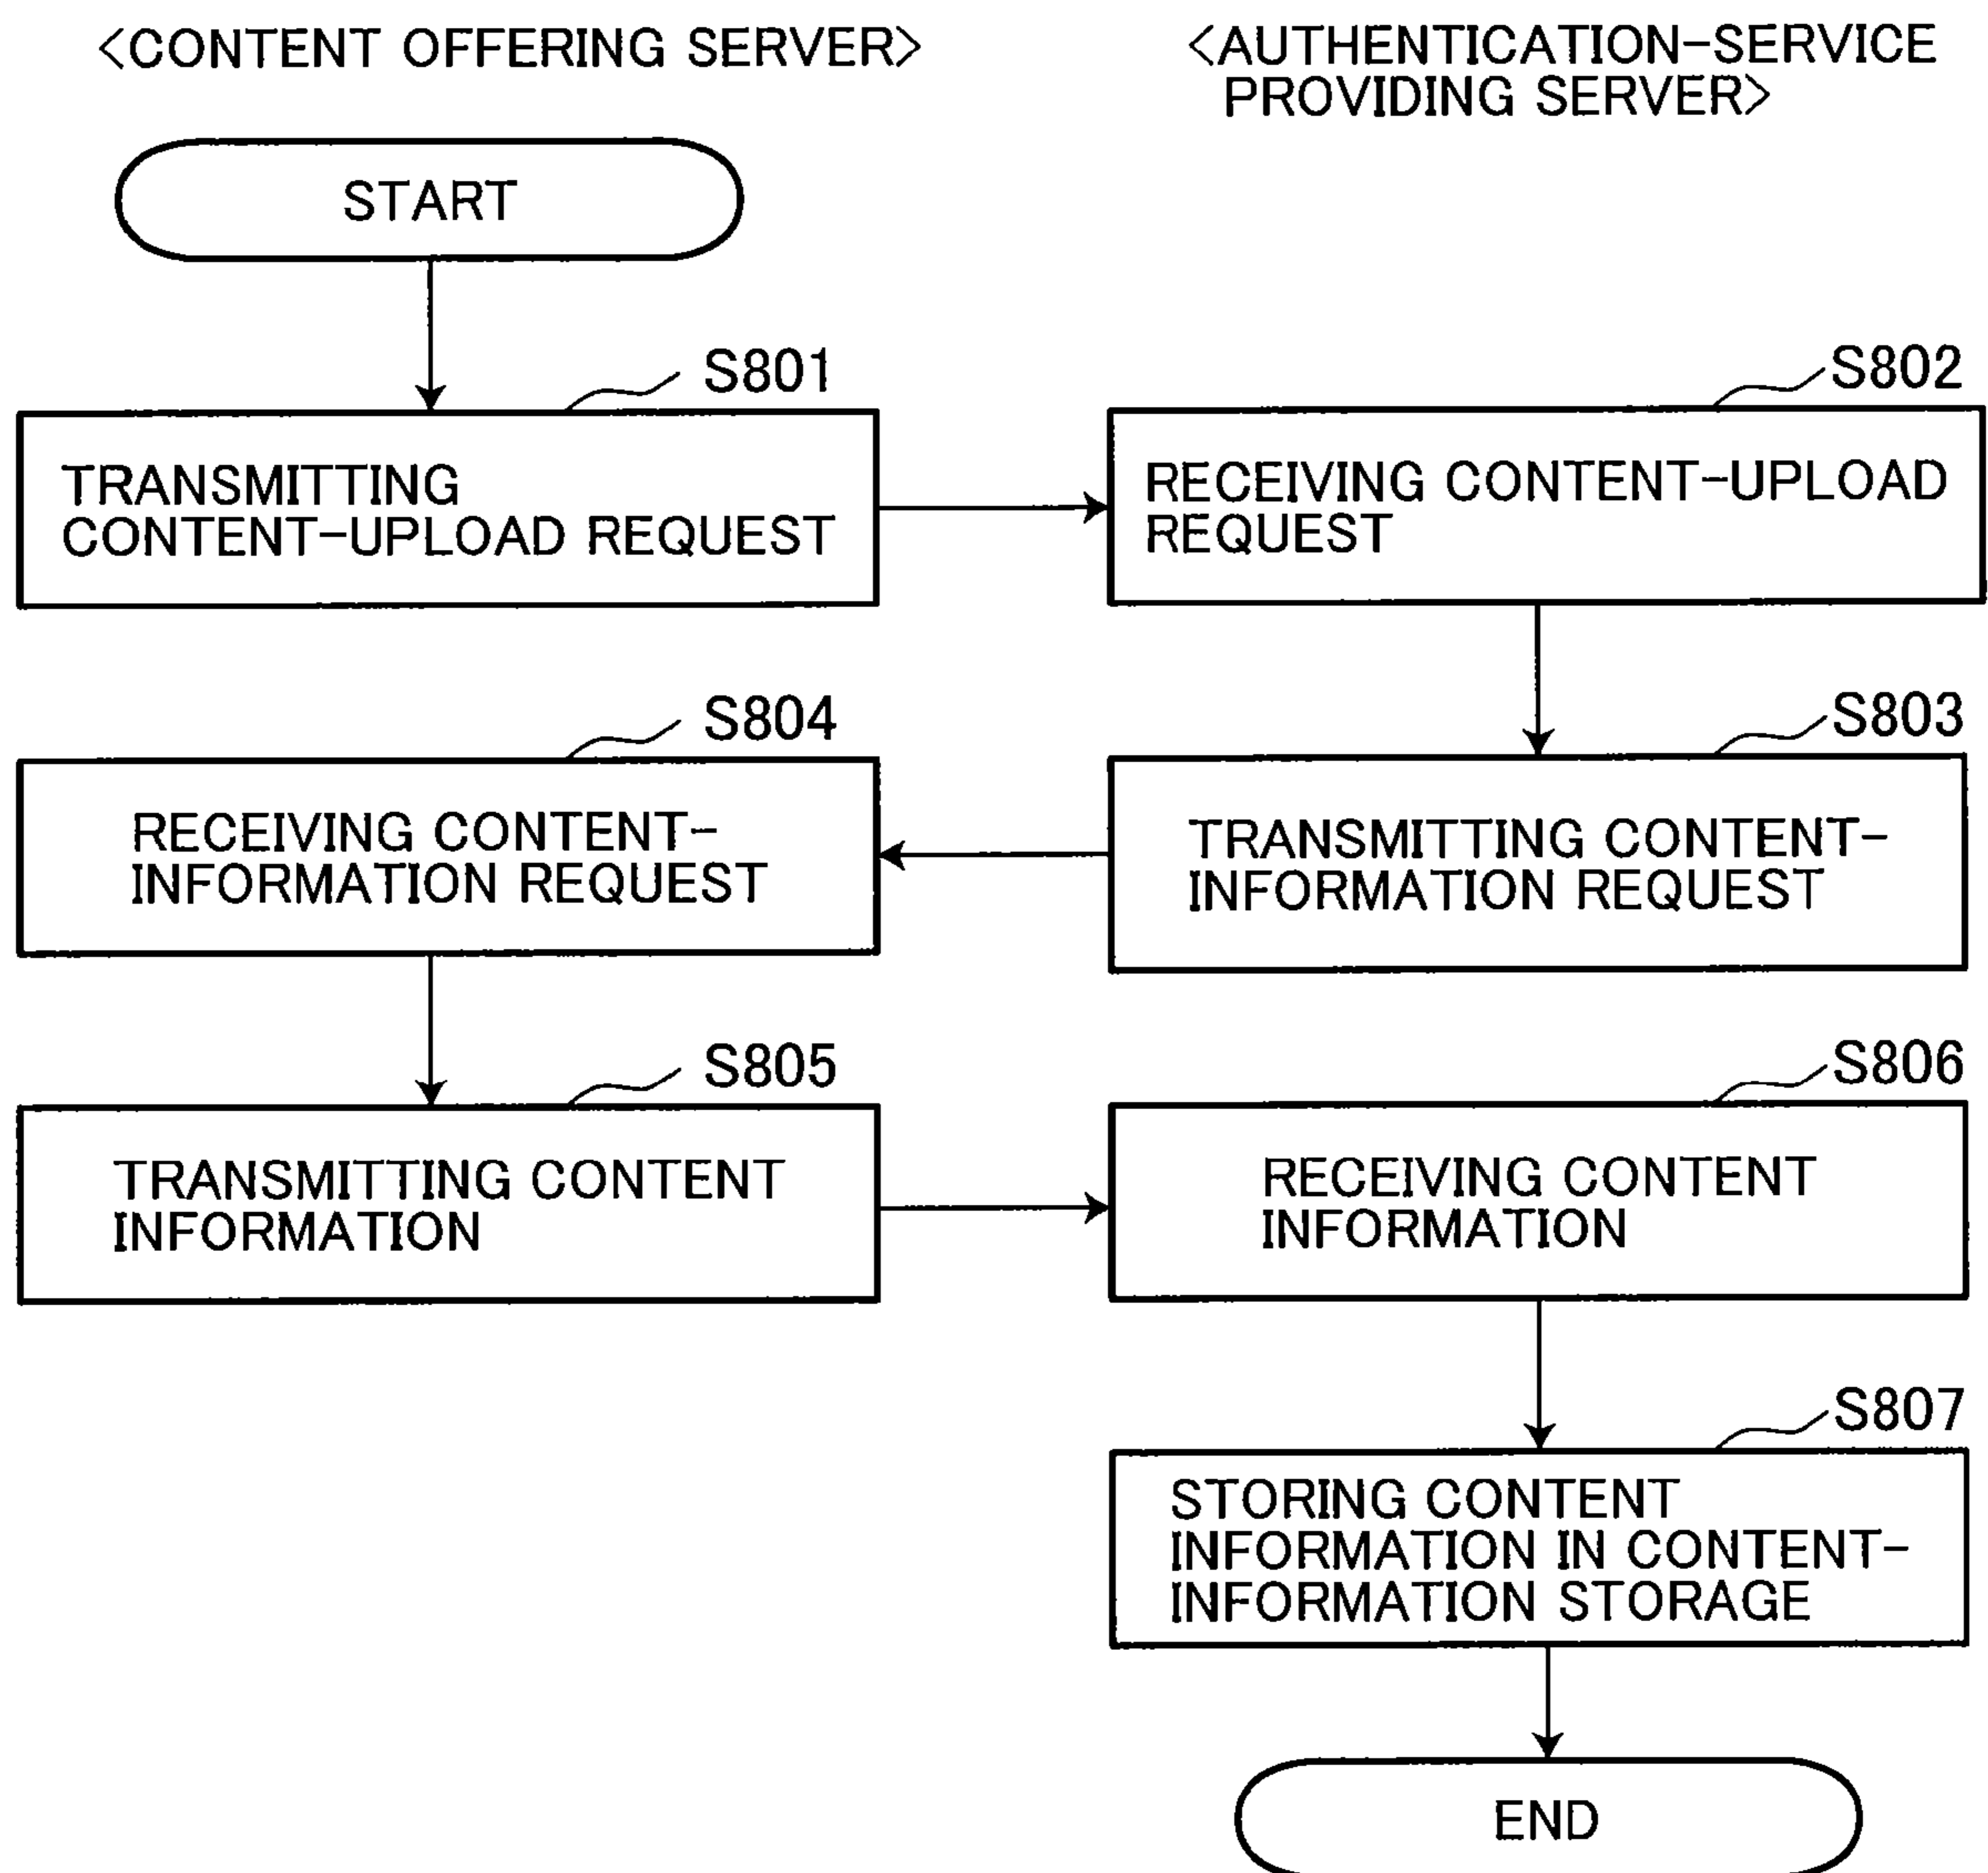 <CONTENT OFFERING SERVER>
<AUTHENTICATION-SERVICE
PROVIDING SERVER>
START
S801
TRANSMITTING
CONTENT-UPLOAD REQUEST
S802
RECEIVING CONTENT-UPLOAD
REQUEST
S804
RECEIVING CONTENT-
INFORMATION REQUEST
S803
TRANSMITTING CONTENT-
INFORMATION REQUEST
S805
TRANSMITTING CONTENT
INFORMATION
S806
RECEIVING CONTENT
INFORMATION
S807
STORING CONTENT
INFORMATION IN CONTENT-
INFORMATION STORAGE
END